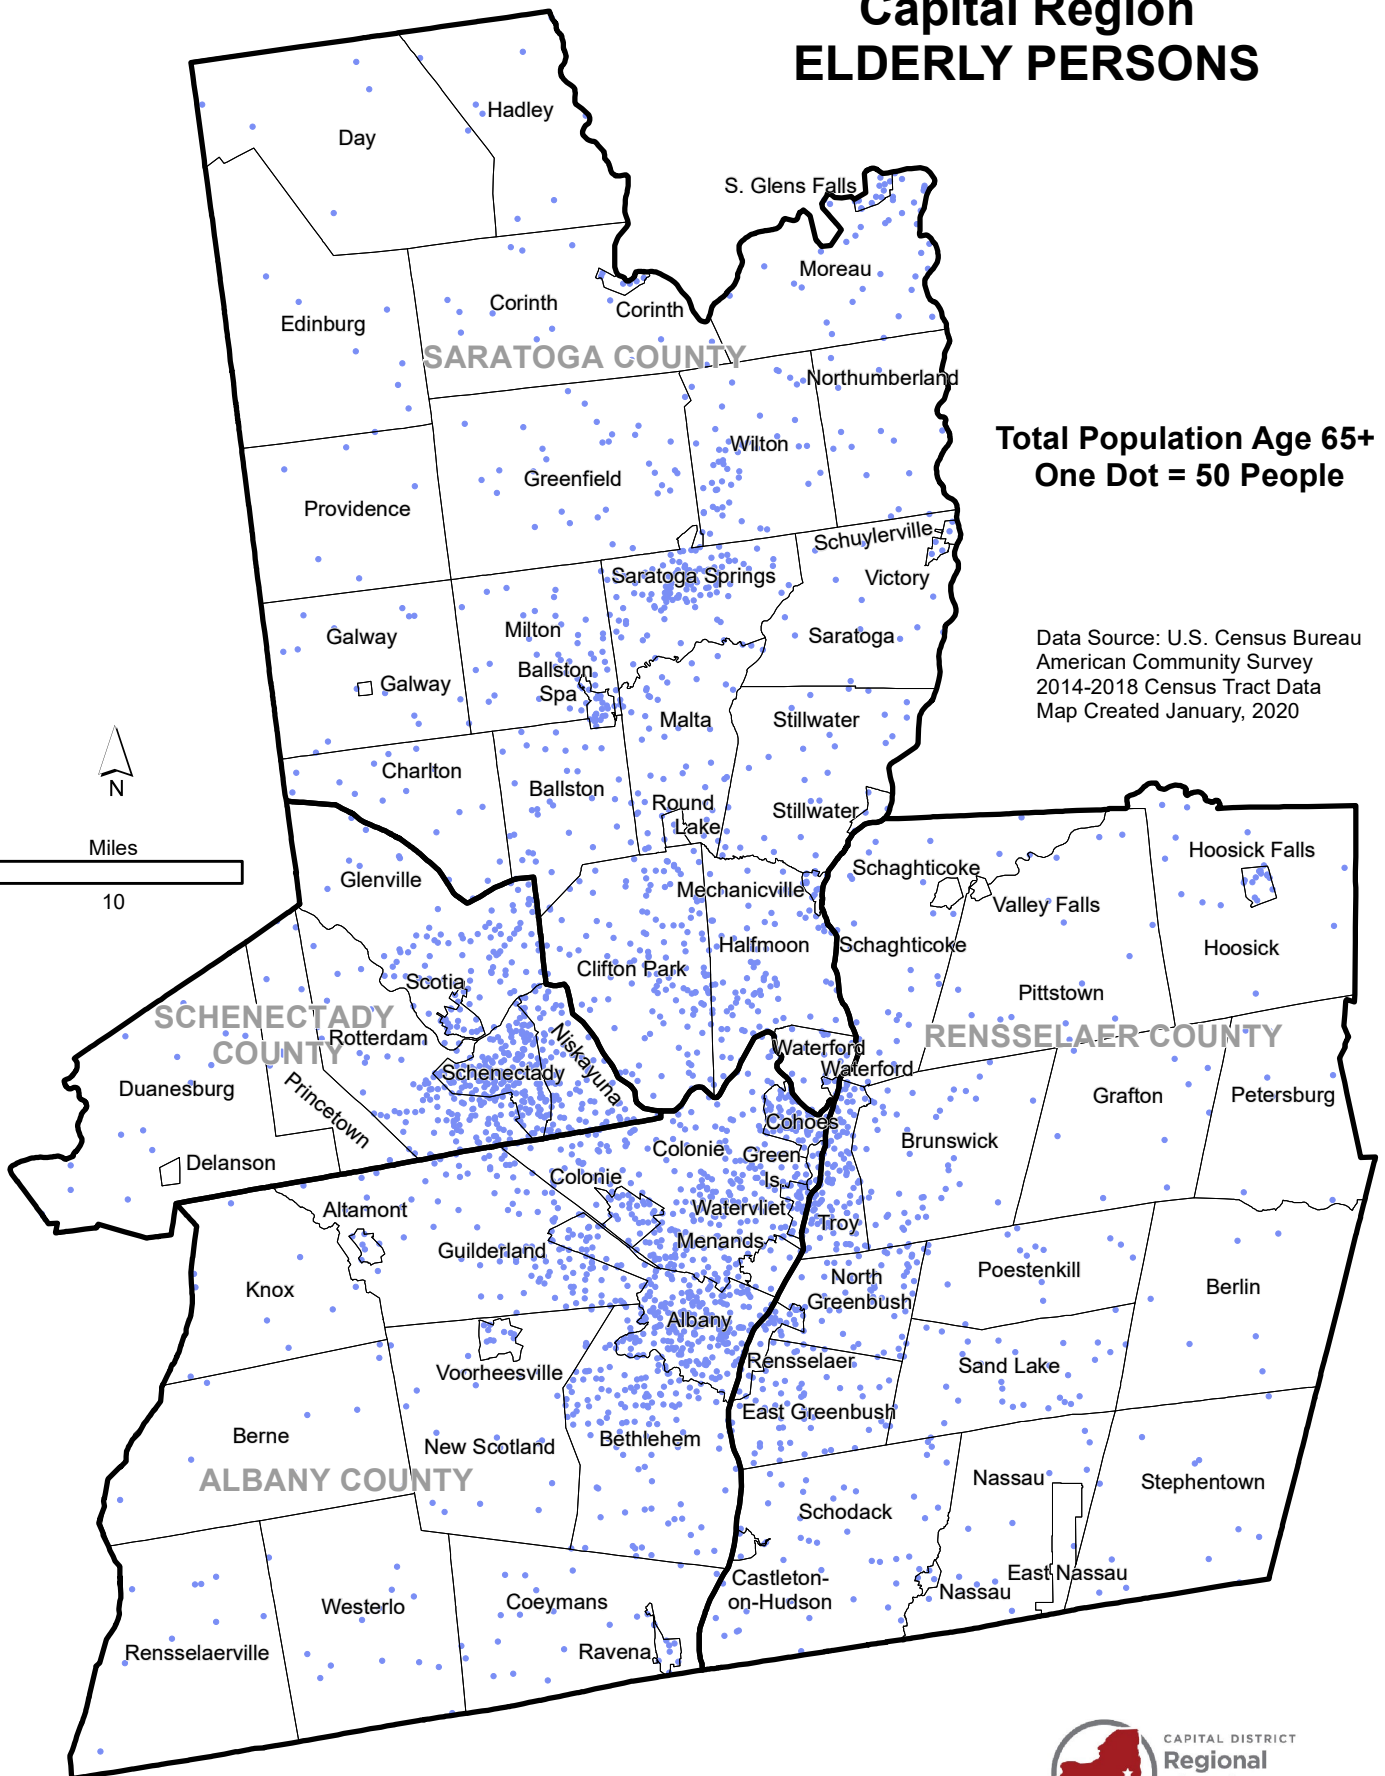 Capital Region
ELDERLY PERSONS
Day
Hadley
S. Glens Falls
Moreau
Edinburg
Corinth
Corinth
SARATOGA COUNTY
Northumberland
Total Population Age 65+
One Dot = 50 People
Wilton
Greenfield
Providence
Schuylerville
Victory
Saratoga Springs
Galway
Milton
Saratoga
Data Source: U.S. Census Bureau
American Community Survey
2014-2018 Census Tract Data
Map Created January, 2020
Ballston
Spa
Galway
Malta
Stillwater
Charlton
Ballston
N
Round
Lake
Stillwater
Miles
10
Glenville
Mechanicville
Schaghticoke
Hoosick Falls
Valley Falls
Halfmoon
Schaghticoke
Hoosick
Clifton Park
Scotia
Pittstown
SCHENECTADY
COUNTY
Rotterdam
Niskayuna
RENSSELAER COUNTY
Waterford
Waterford
Schenectady
Duanesburg
Princetown
Grafton
Petersburg
Cohoes
Brunswick
Colonie
Green
Is.
Delanson
Colonie
Altamont
Watervliet
Troy
Guilderland
Menands
Knox
North
Greenbush
Poestenkill
Berlin
Albany
Voorheesville
Rensselaer
Sand Lake
East Greenbush
Berne
New Scotland
Bethlehem
ALBANY COUNTY
Nassau
Stephentown
Schodack
East Nassau
Castleton-
on-Hudson
Nassau
Westerlo
Coeymans
Rensselaerville
Ravena
CAPITAL DISTRICT
Regional